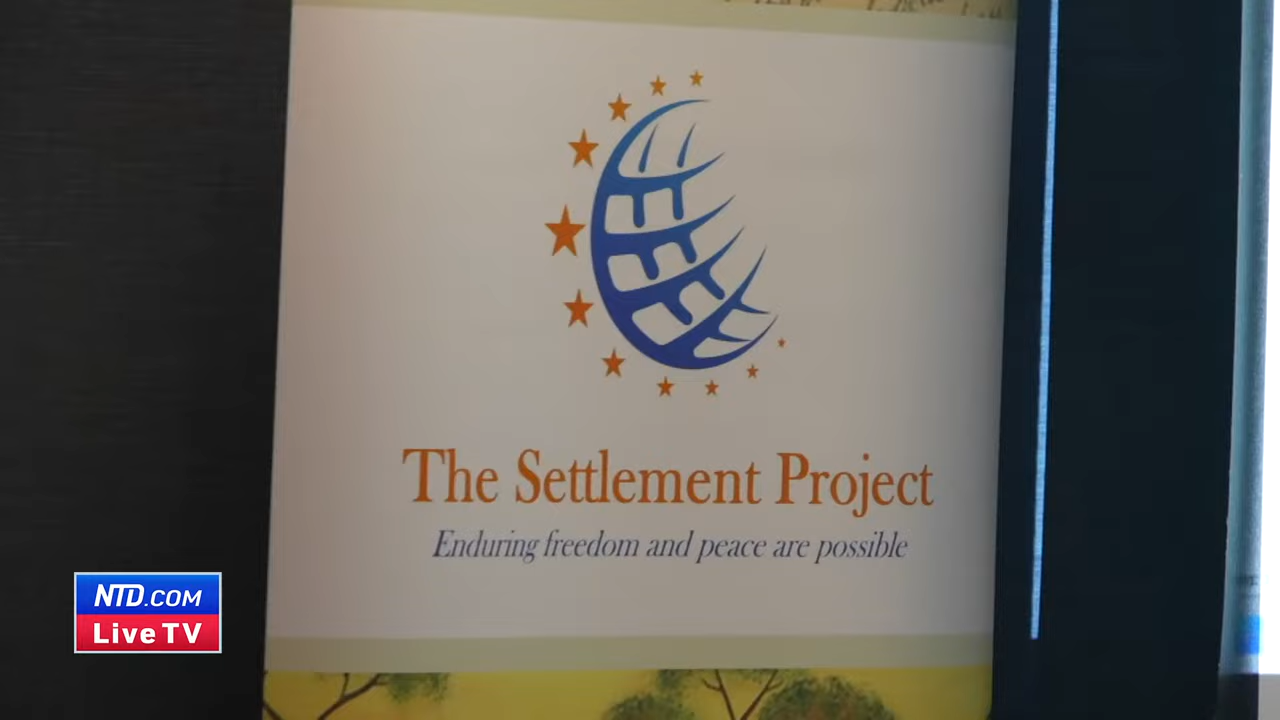 The Settlement Project
Enduring freedom and peace are possible
NTD.COM
Live TV